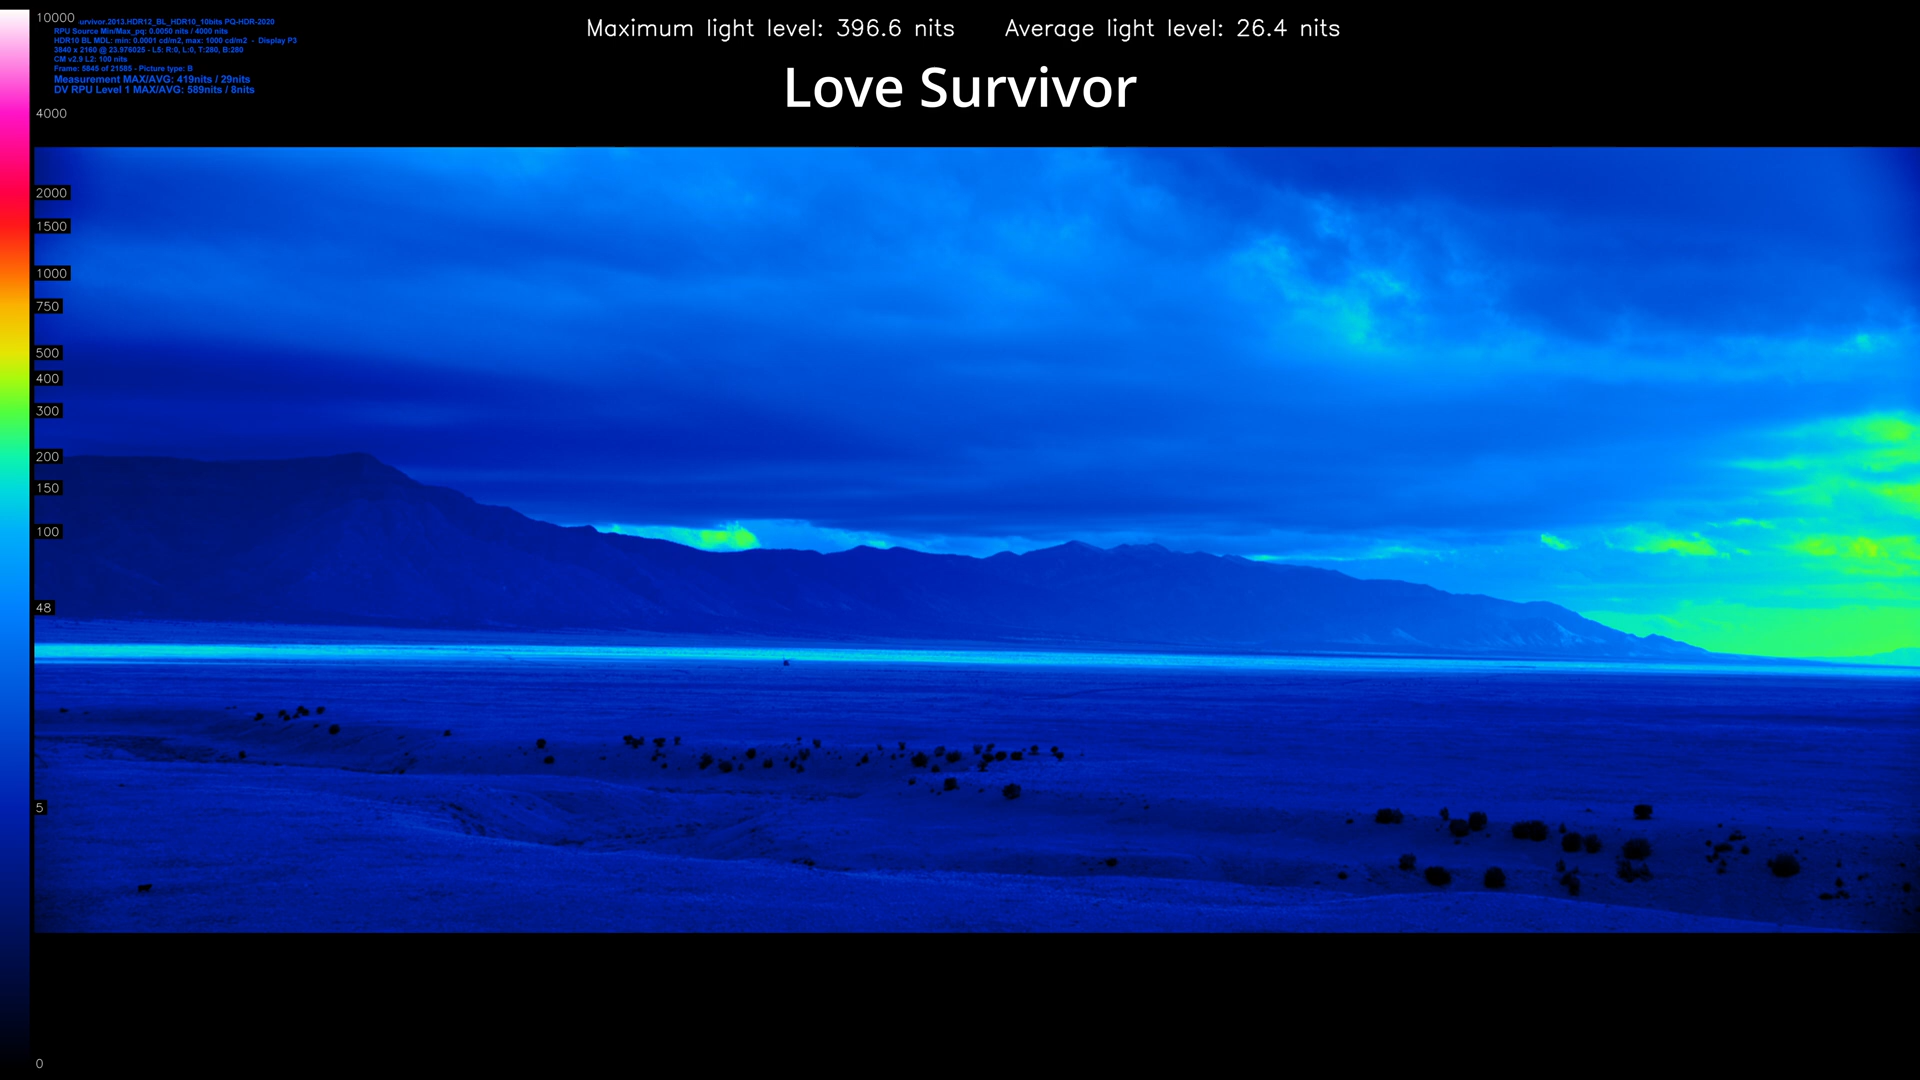 Maximum light level: 396.6 nits Average light level: 26.4 nits
Love Survivor
urvivor.2013.HDR12_BL_HDR10_10bits PQ-HDR-2020
RPU Source Min/Max_pq: 0.0050 nits / 4000 nits
HDR10 BL MDL: min: 0.0001 cd/m2, max: 1000 cd/m2 - Display P3
3840 x 2160 @ 23.976025 - L5: R:0, L:0, T:280, B:280
CM v2.9 L2: 100 nits
Frame: 5845 of 21585 - Picture type: B
Measurement MAX/AVG: 419nits / 29nits
DV RPU Level 1 MAX/AVG: 589nits / 8nits
10000
4000
2000
1500
1000
750
500
400
300
200
150
100
48
5
0